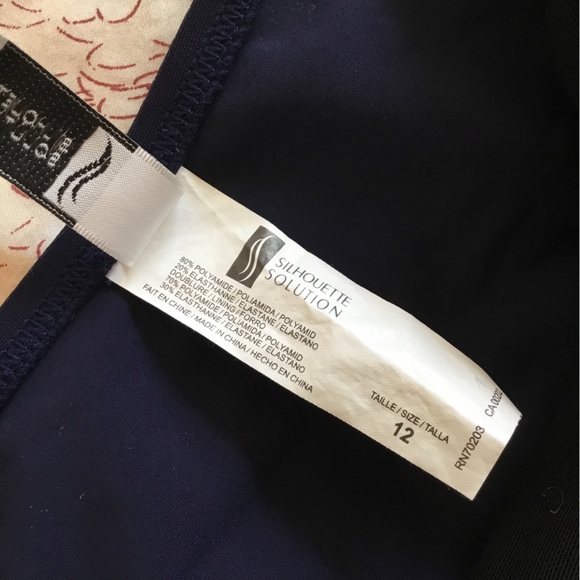 SILHOUETTE
SOLUTION
80% POLYAMIDE / POLIAMIDA / POLYAMID
20% ELASTHANNE / ELASTANE / ELASTANO
DOUBLURE / LINING / FORRO
70% POLYAMIDE / POLIAMIDA / POLYAMID
30% ELASTHANNE / ELASTANE / ELASTANO
FAIT EN CHINE / MADE IN CHINA / HECHO EN CHINA
TAILLE / SIZE / TALLA
12
RN70203